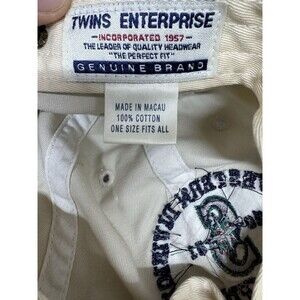 TWINS ENTERPRISE
INCORPORATED 1957
THE LEADER OF QUALITY HEADWEAR
"THE PERFECT FIT"
GENUINE BRAND
MADE IN MACAU
100% COTTON
ONE SIZE FITS ALL